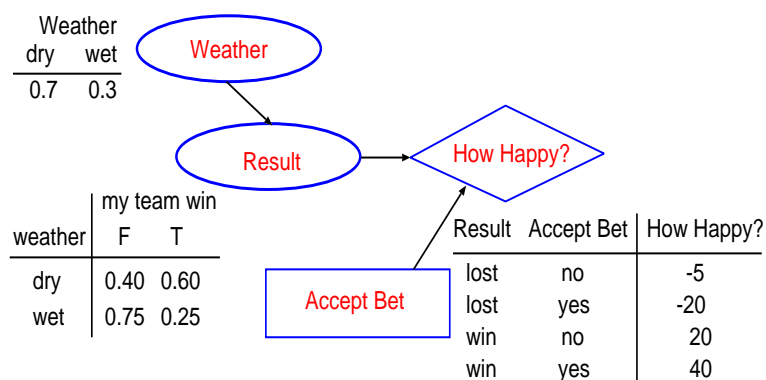 Weather
dry wet
0.7 0.3
Weather
Result
How Happy?
my team win
weather F T
dry 0.40 0.60
wet 0.75 0.25
Accept Bet
Result Accept Bet How Happy?
lost no -5
lost yes -20
win no 20
win yes 40